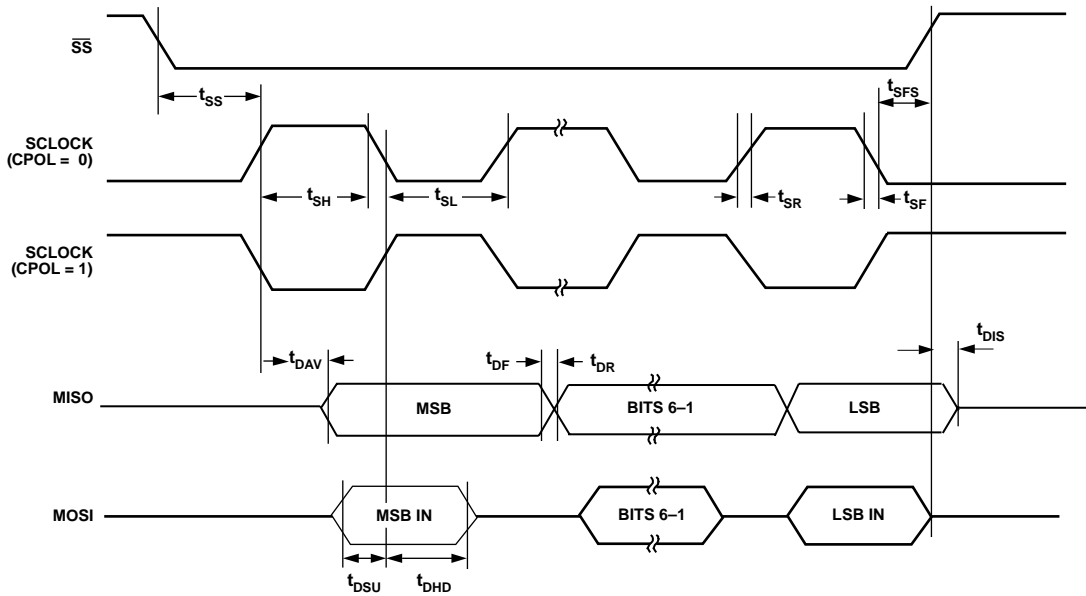 SS
tSS
tSFS
SCLOCK
(CPOL = 0)
tSH
tSL
tSR
tSF
SCLOCK
(CPOL = 1)
tDAV
tDF
tDR
tDIS
MISO
MSB
BITS 6–1
LSB
MOSI
MSB IN
BITS 6–1
LSB IN
tDSU
tDHD